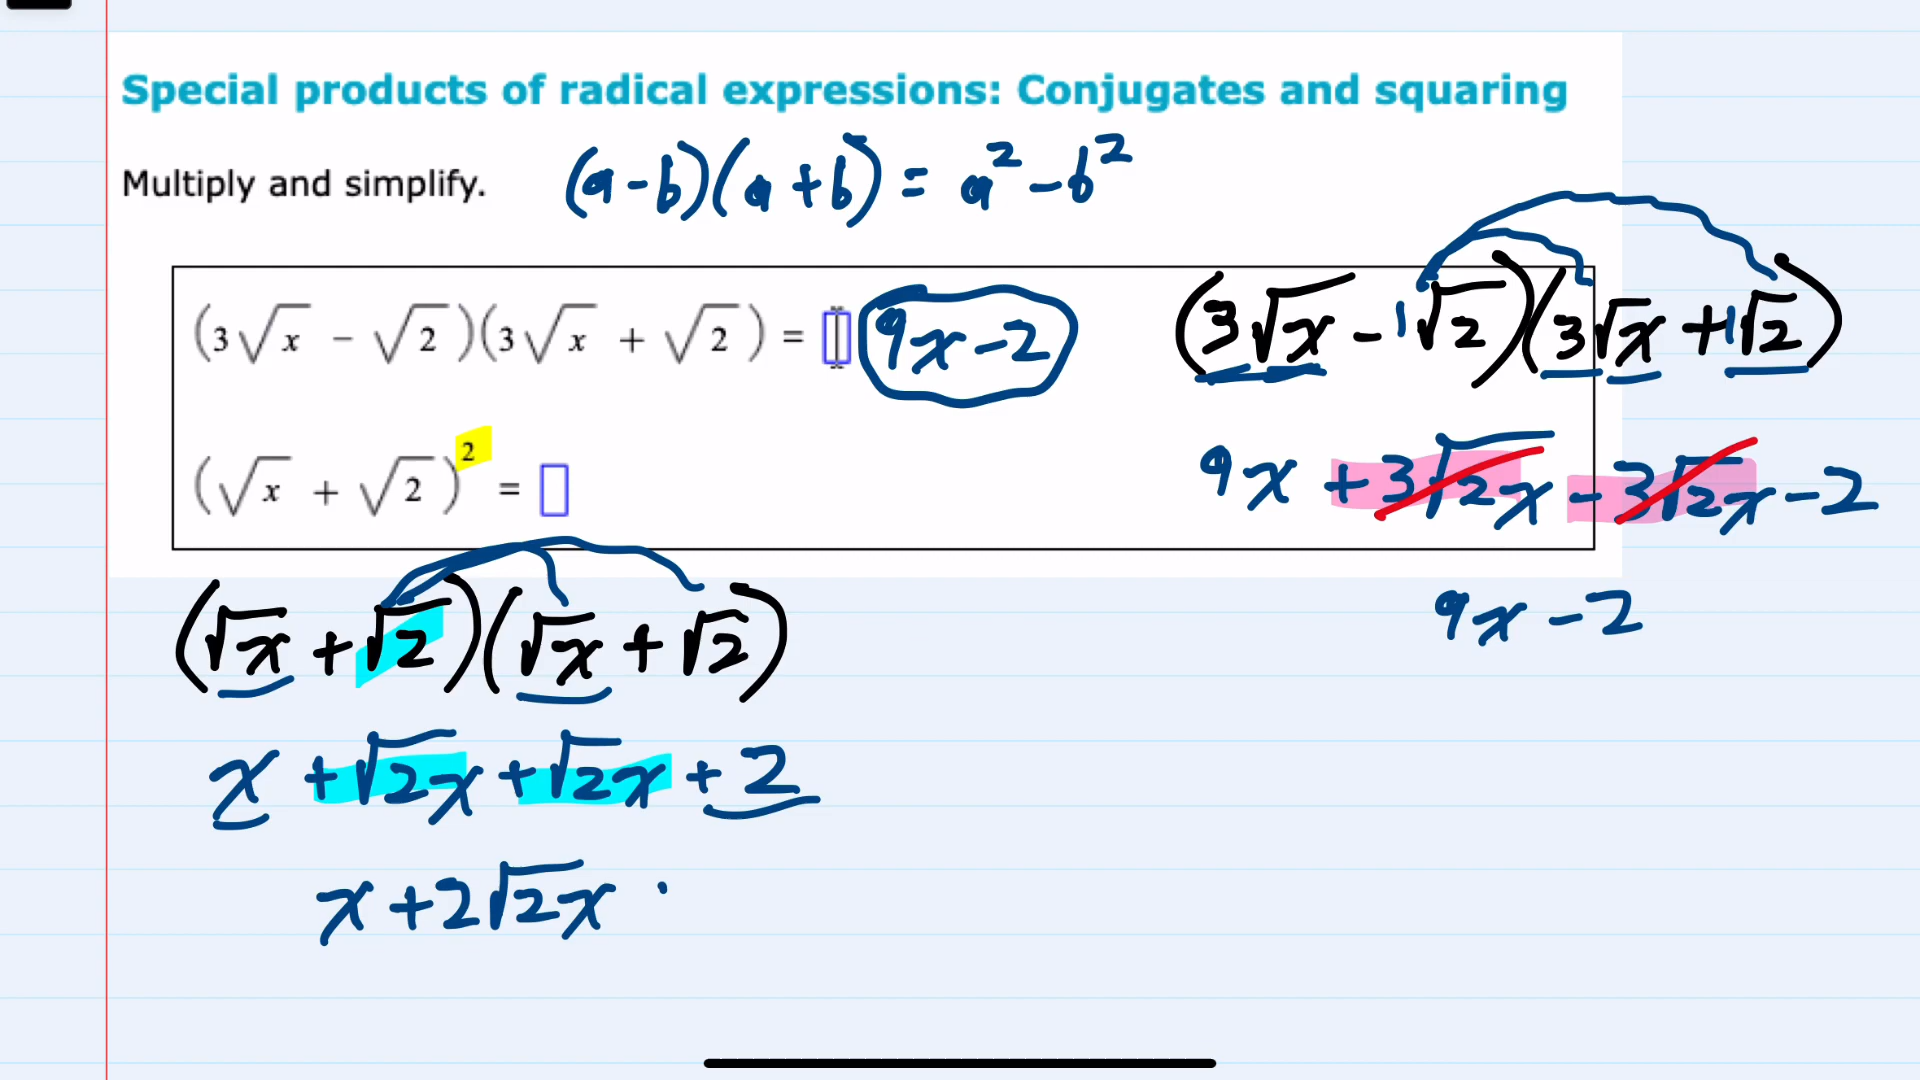 Special products of radical expressions: Conjugates and squaring
Multiply and simplify.
(a-b)(a+b) = a²-b²
(3√x − √2)(3√x + √2) = 9x-2
(√x + √2)² =
(3√x - 1√2)(3√x + 1√2)
9x +3√2x -3√2x -2
9x -2
(√x + √2)(√x + √2)
x +√2x +√2x +2
x +2√2x